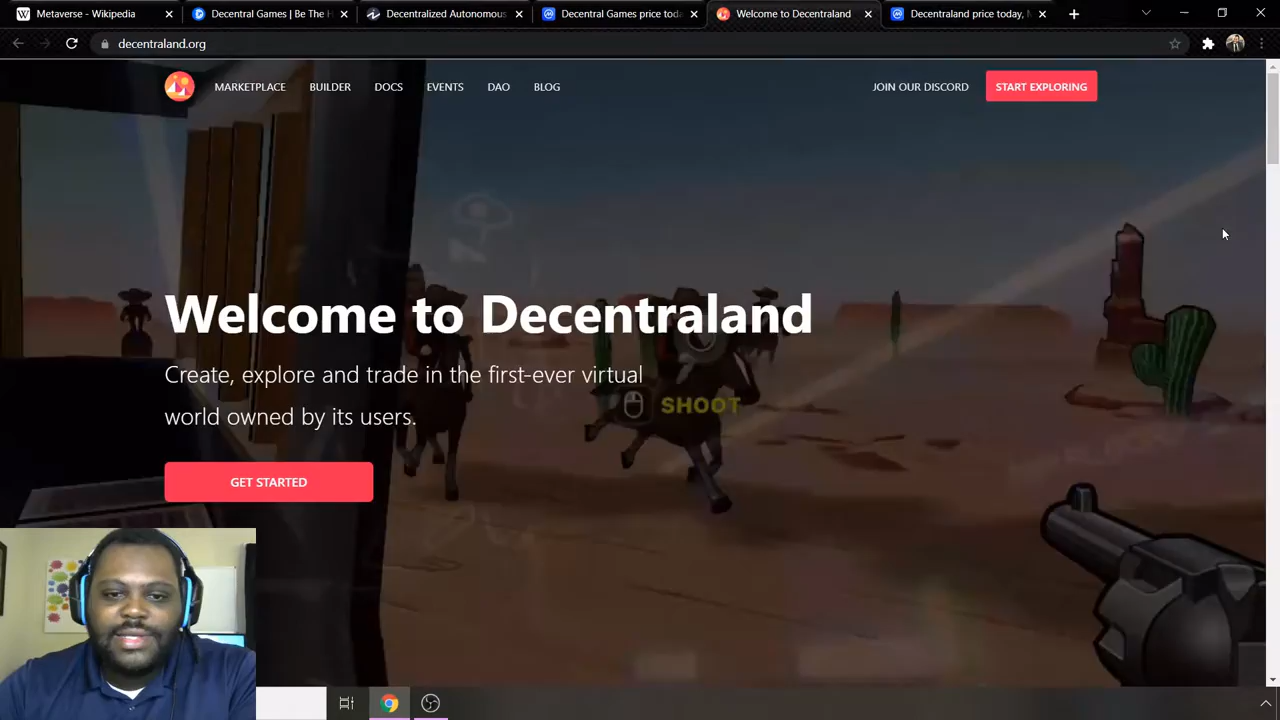 Metaverse - Wikipedia
Decentral Games | Be The H
Decentralized Autonomous
Decentral Games price toda
Welcome to Decentraland
Decentraland price today, M
decentraland.org
MARKETPLACE
BUILDER
DOCS
EVENTS
DAO
BLOG
JOIN OUR DISCORD
START EXPLORING
Welcome to Decentraland
Create, explore and trade in the first-ever virtual
world owned by its users.
SHOOT
GET STARTED